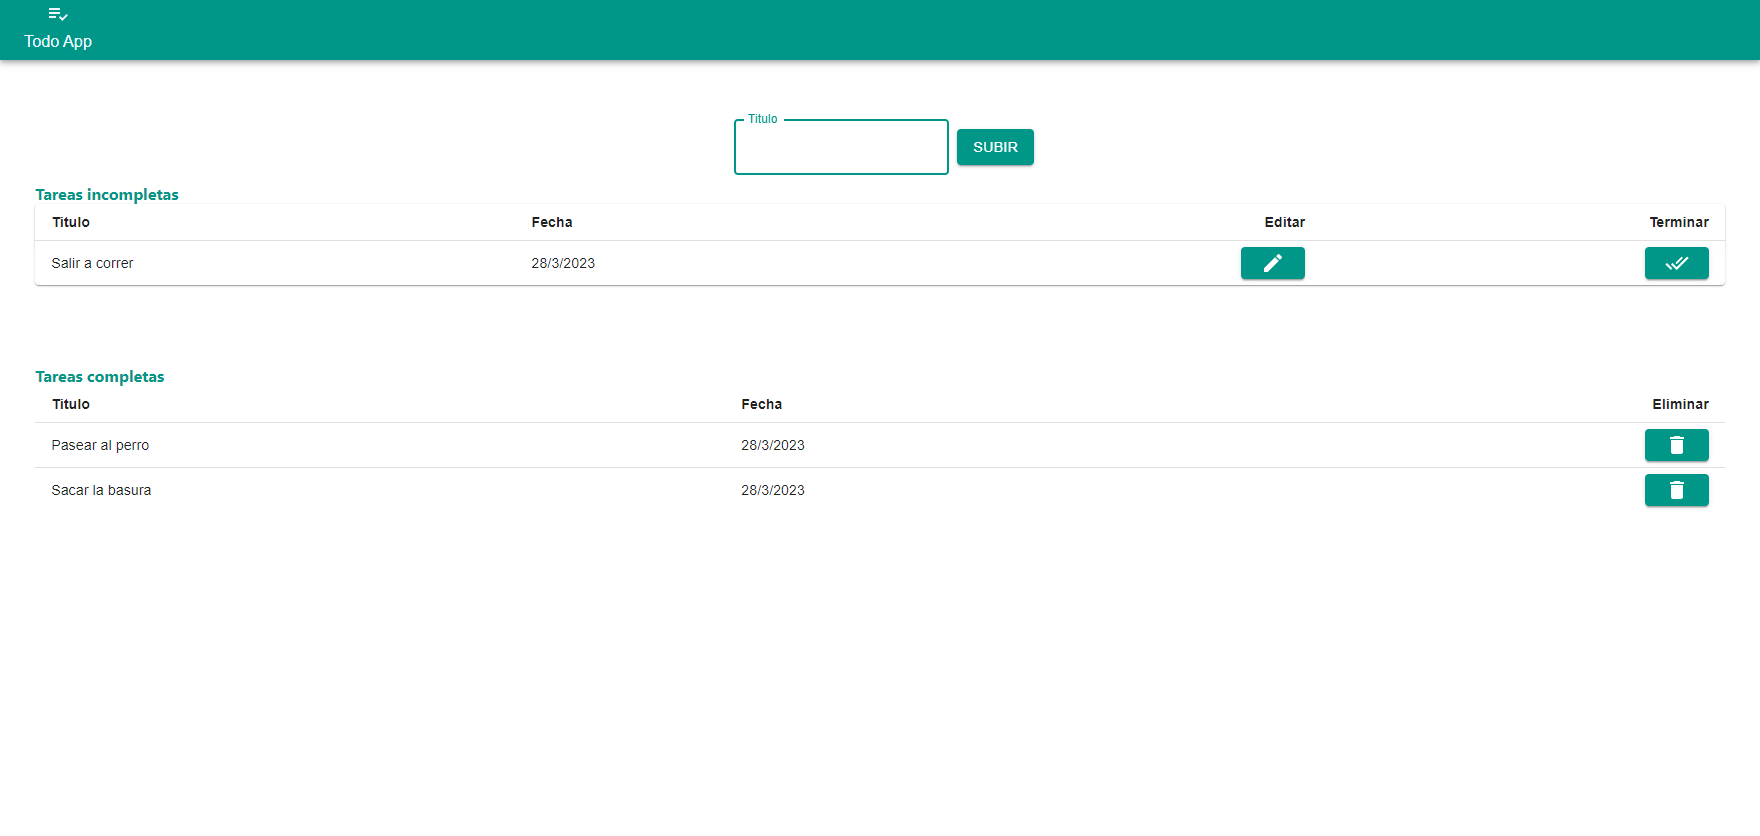 Todo App
Titulo
SUBIR
Tareas incompletas
Titulo Fecha Editar Terminar
Salir a correr 28/3/2023
Tareas completas
Titulo Fecha Eliminar
Pasear al perro 28/3/2023
Sacar la basura 28/3/2023